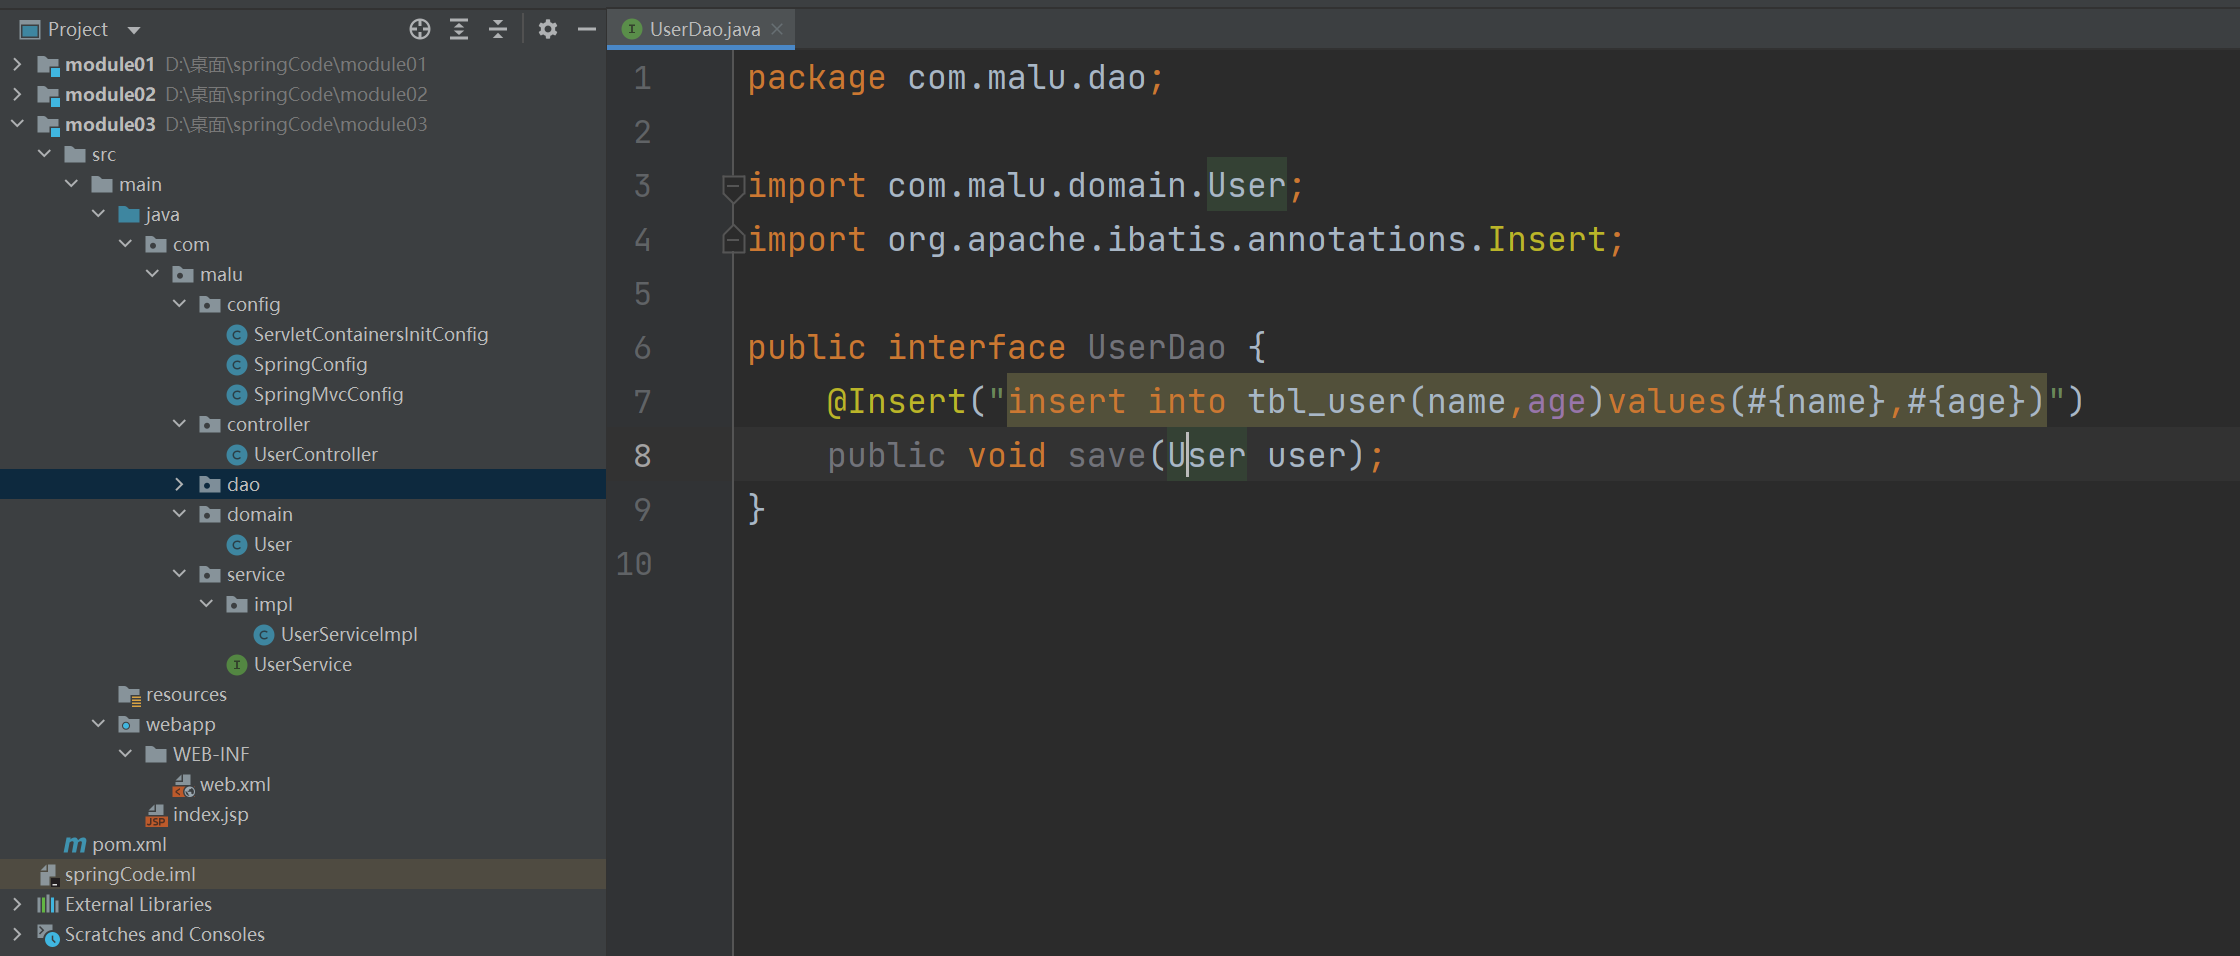 Project
module01 D:\桌面\springCode\module01
module02 D:\桌面\springCode\module02
module03 D:\桌面\springCode\module03
src
main
java
com
malu
config
ServletContainersInitConfig
SpringConfig
SpringMvcConfig
controller
UserController
dao
domain
User
service
impl
UserServiceImpl
UserService
resources
webapp
WEB-INF
web.xml
index.jsp
pom.xml
springCode.iml
External Libraries
Scratches and Consoles
UserDao.java
1 package com.malu.dao;
2
3 import com.malu.domain.User;
4 import org.apache.ibatis.annotations.Insert;
5
6 public interface UserDao {
7 @Insert("insert into tbl_user(name,age)values(#{name},#{age})")
8 public void save(User user);
9 }
10